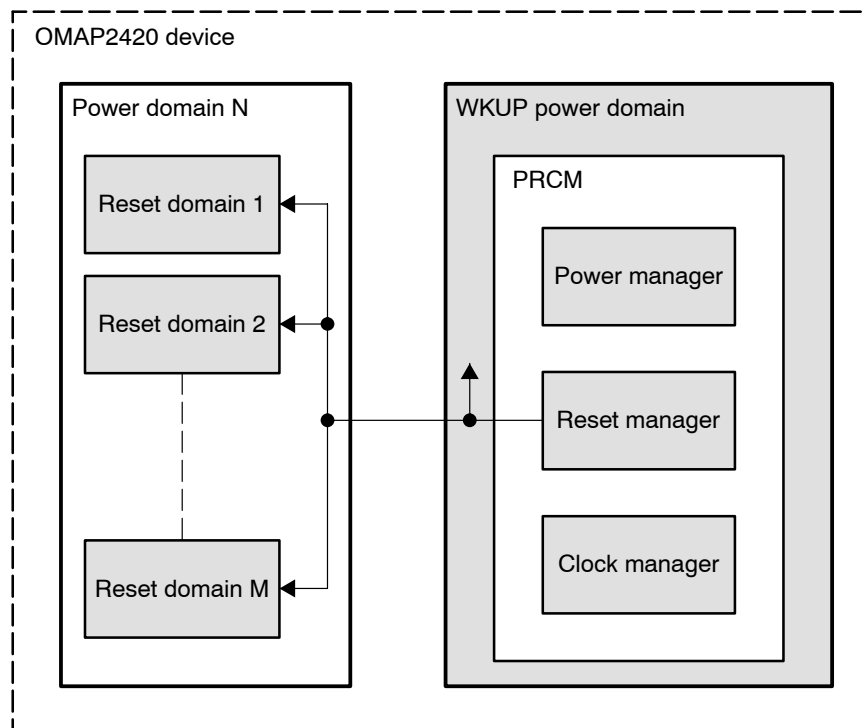 OMAP2420 device
Power domain N
Reset domain 1
Reset domain 2
Reset domain M
WKUP power domain
PRCM
Power manager
Reset manager
Clock manager